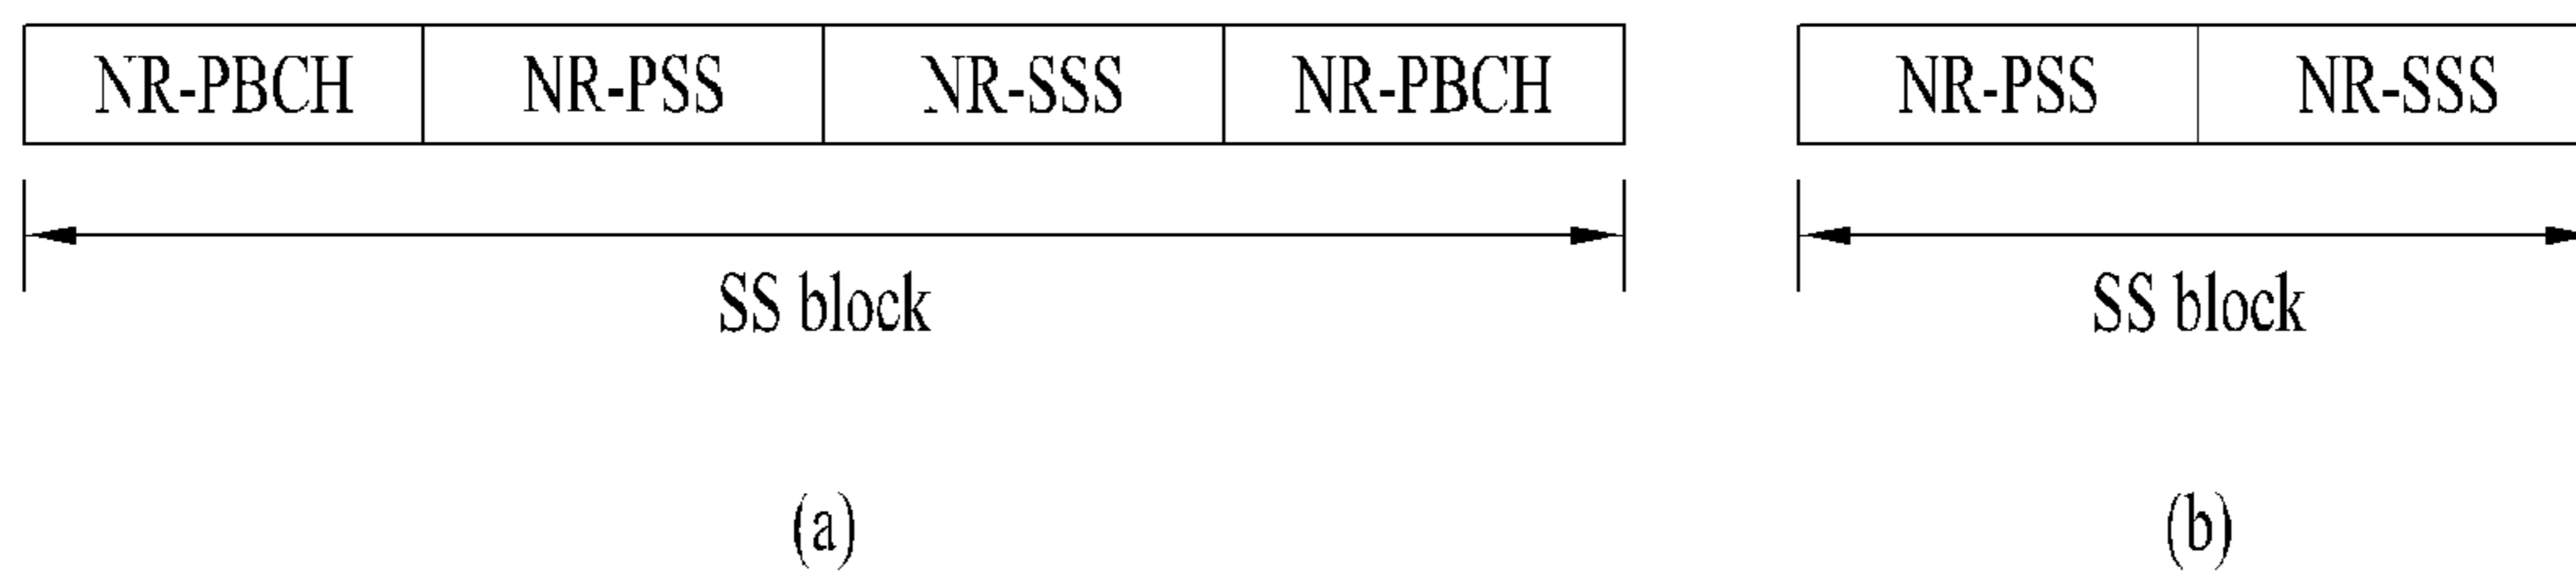 NR-PBCH NR-PSS NR-SSS NR-PBCH NR-PSS NR-SSS
SS block SS block
(a) (b)